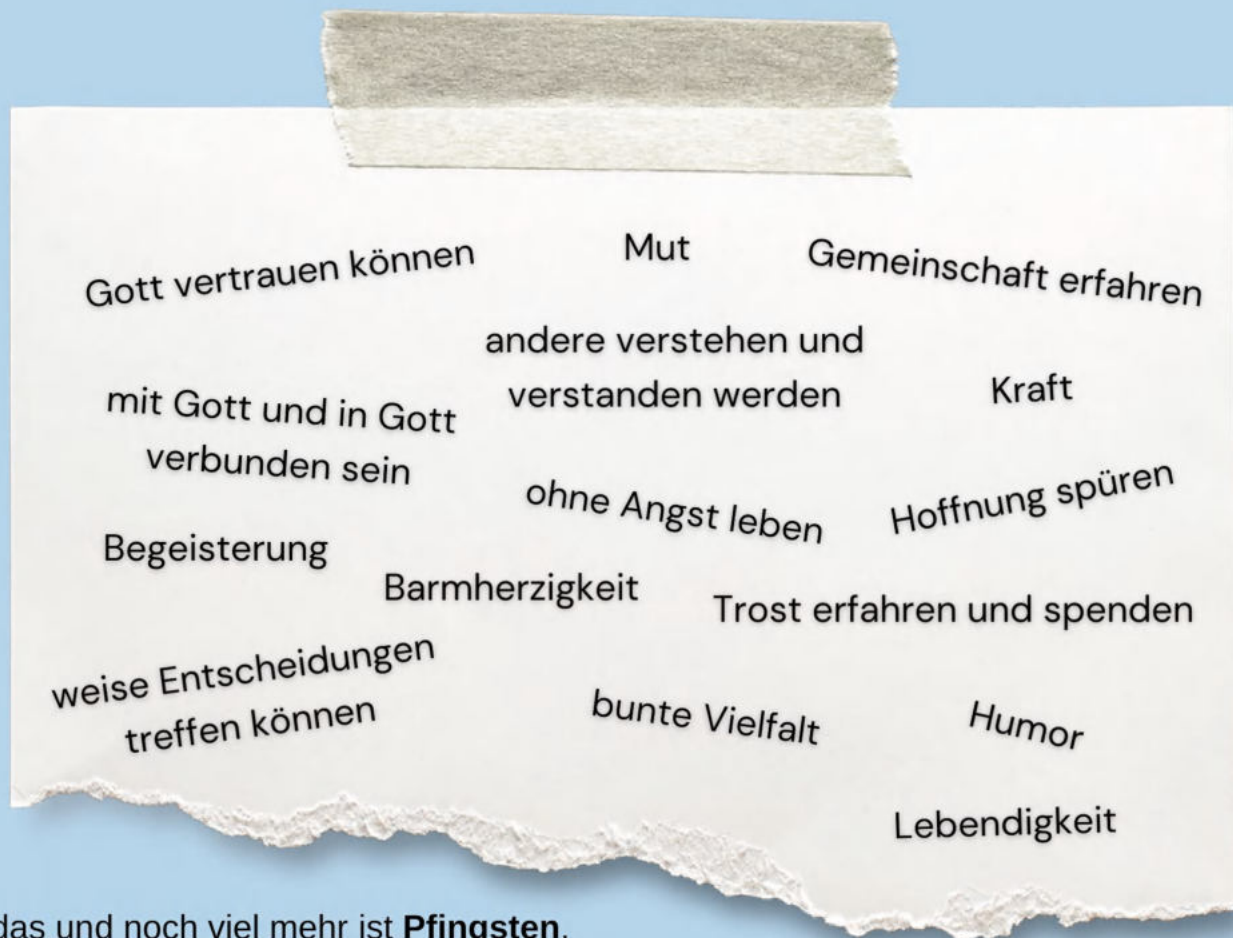 Gott vertrauen können
Mut
Gemeinschaft erfahren
andere verstehen und
verstanden werden
Kraft
mit Gott und in Gott
verbunden sein
ohne Angst leben
Hoffnung spüren
Begeisterung
Barmherzigkeit
Trost erfahren und spenden
weise Entscheidungen
treffen können
bunte Vielfalt
Humor
Lebendigkeit
das und noch viel mehr ist Pfingsten.